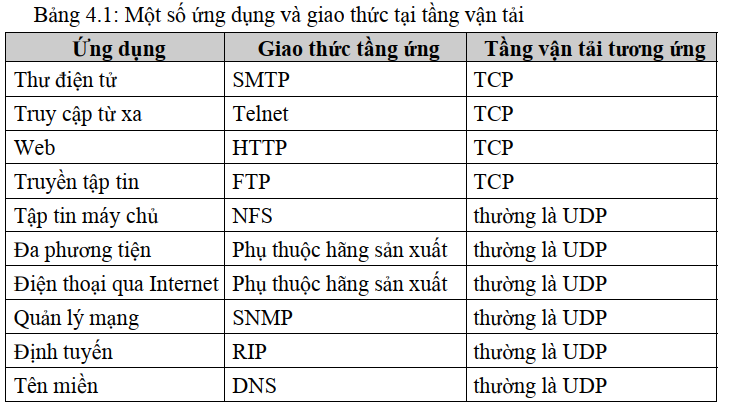 Bảng 4.1: Một số ứng dụng và giao thức tại tầng vận tải
Ứng dụng Giao thức tầng ứng Tầng vận tải tương ứng
Thư điện tử SMTP TCP
Truy cập từ xa Telnet TCP
Web HTTP TCP
Truyền tập tin FTP TCP
Tập tin máy chủ NFS thường là UDP
Đa phương tiện Phụ thuộc hãng sản xuất thường là UDP
Điện thoại qua Internet Phụ thuộc hãng sản xuất thường là UDP
Quản lý mạng SNMP thường là UDP
Định tuyến RIP thường là UDP
Tên miền DNS thường là UDP